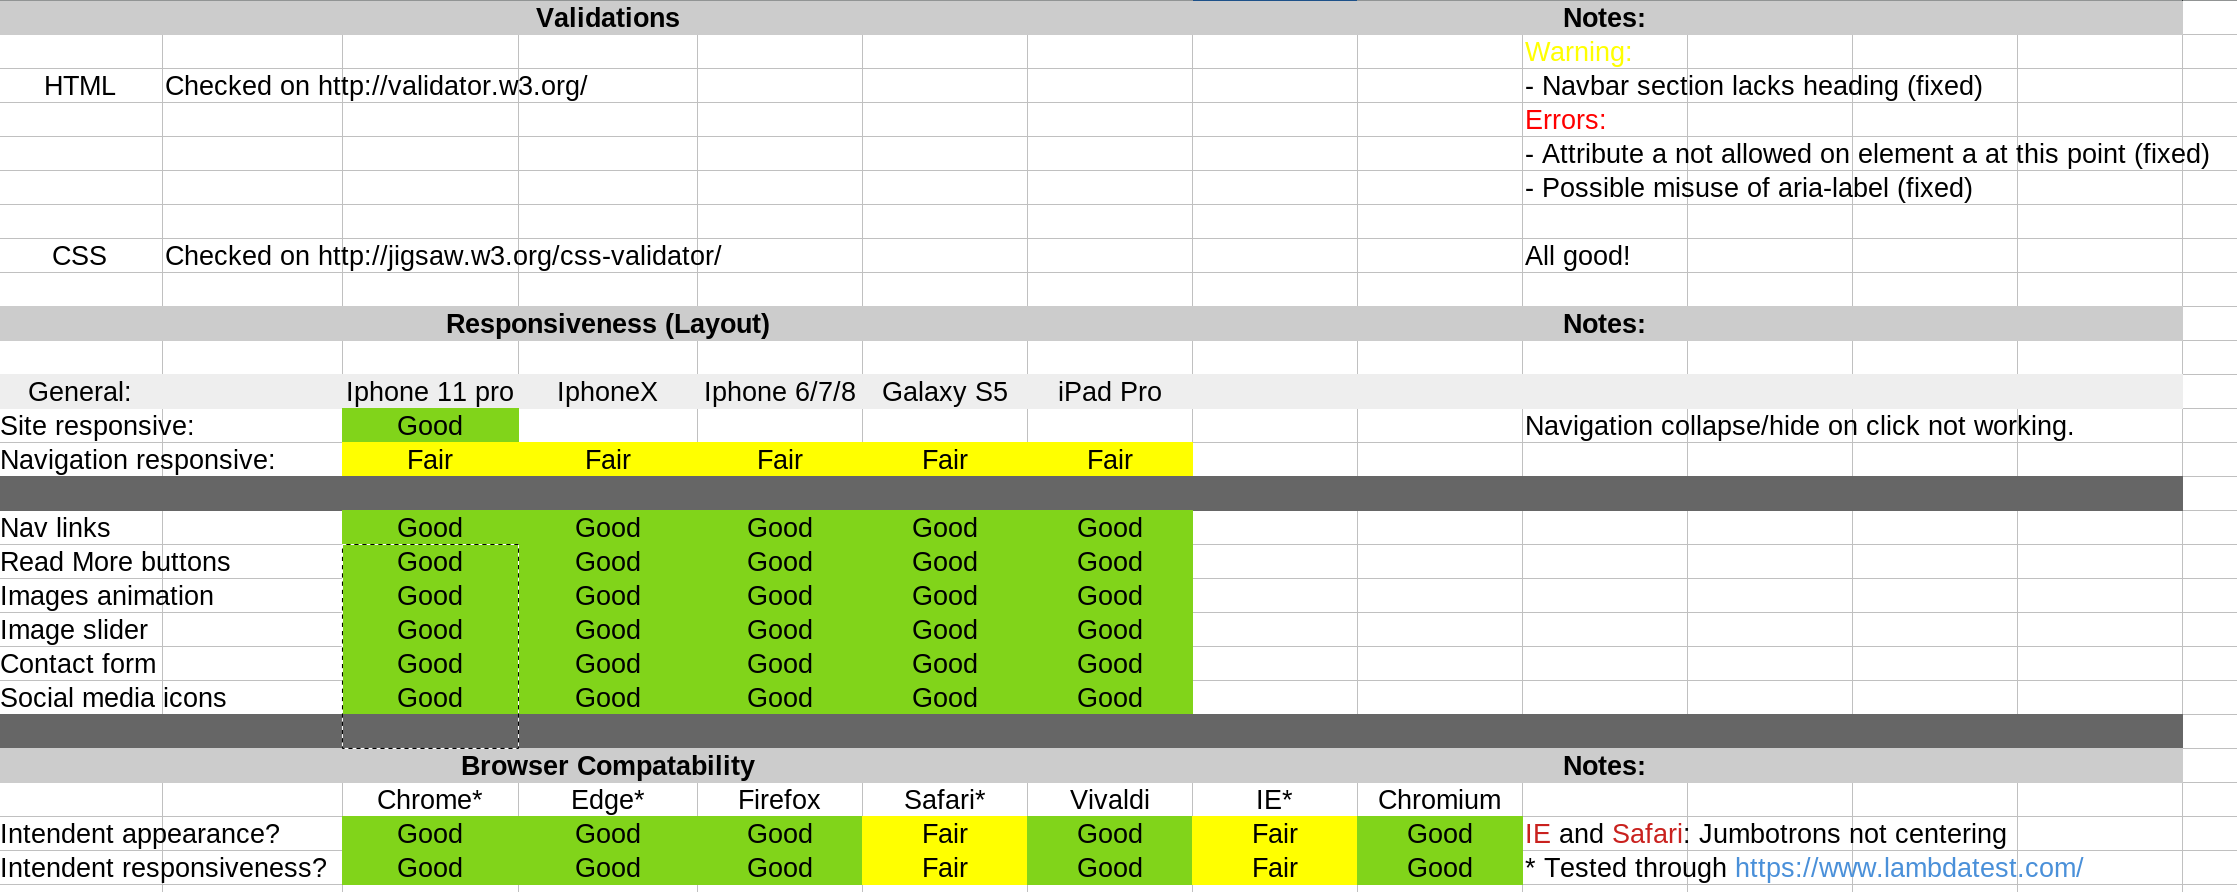 Validations Notes:
Warning:
HTML Checked on http://validator.w3.org/ - Navbar section lacks heading (fixed)
Errors:
- Attribute a not allowed on element a at this point (fixed)
- Possible misuse of aria-label (fixed)
CSS Checked on http://jigsaw.w3.org/css-validator/ All good!
Responsiveness (Layout) Notes:
General: Iphone 11 pro IphoneX Iphone 6/7/8 Galaxy S5 iPad Pro
Site responsive: Good Navigation collapse/hide on click not working.
Navigation responsive: Fair Fair Fair Fair Fair
Nav links Good Good Good Good Good
Read More buttons Good Good Good Good Good
Images animation Good Good Good Good Good
Image slider Good Good Good Good Good
Contact form Good Good Good Good Good
Social media icons Good Good Good Good Good
Browser Compatability Notes:
Chrome* Edge* Firefox Safari* Vivaldi IE* Chromium
Intendent appearance? Good Good Good Fair Good Fair Good IE and Safari: Jumbotrons not centering
Intendent responsiveness? Good Good Good Fair Good Fair Good * Tested through https://www.lambdatest.com/